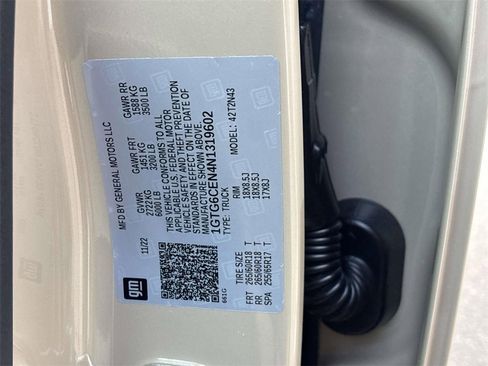 MFD BY GENERAL MOTORS LLC
GVWR GAWR FRT GAWR RR
2722 KG 1451 KG 1588 KG
6000 LB 3200 LB 3500 LB
THIS VEHICLE CONFORMS TO ALL
APPLICABLE U.S. FEDERAL MOTOR
VEHICLE SAFETY AND THEFT PREVENTION
STANDARDS IN EFFECT ON THE DATE OF
MANUFACTURE SHOWN ABOVE.
1GTG6CEN4N1319602
TYPE: TRUCK MODEL: 42T2N43
11/22
gm
661G
TIRE SIZE RIM
FRT 265/60R18 T 18X8.5J
RR 265/60R18 T 18X8.5J
SPA 255/65R17 T 17X8J